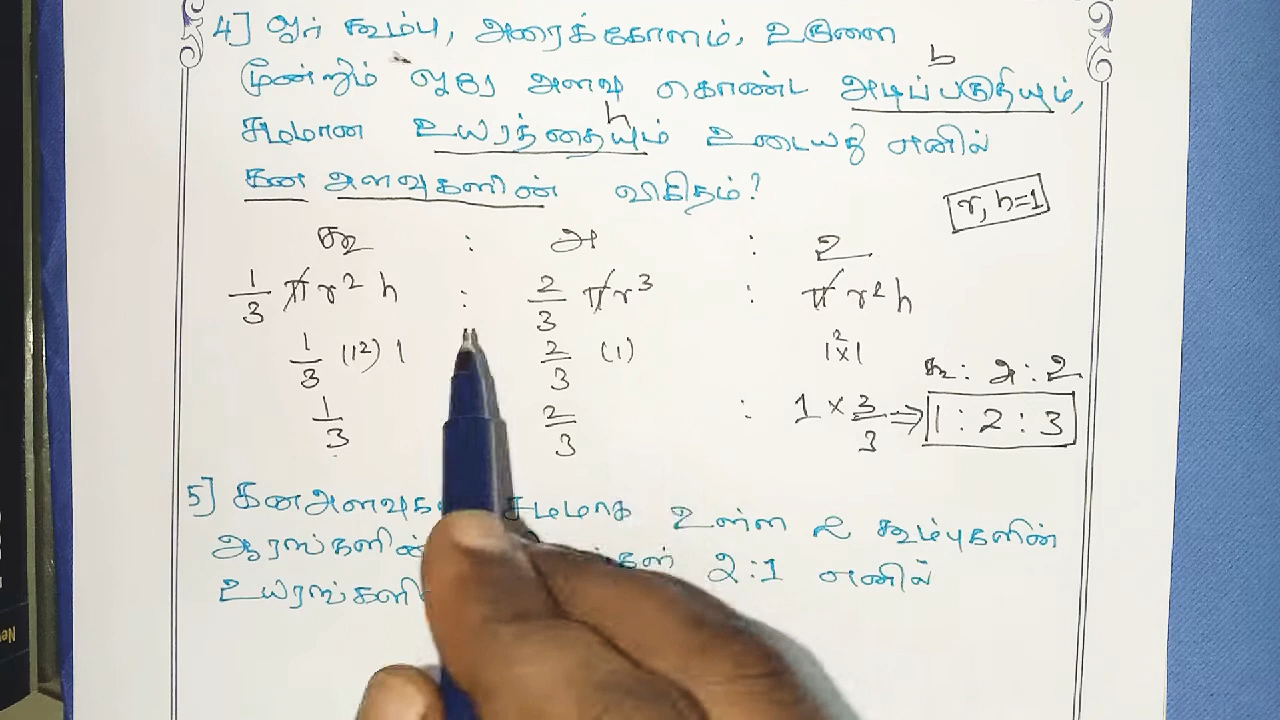 4] ஓர் கூம்பு, அரைக்கோளம், உருளை
b
மூன்றும் ஒரே அளவு கொண்ட அடிப்பகுதியும்,
h
சமமான உயரத்தையும் உடையது எனில்
கன அளவுகளின் விகிதம்?
r, h=1
கூ : அ : உ
1/3 πr² h : 2/3 πr³ : πr²h
1/3 (1²) 1 2/3 (1) 1²×1
கூ : அ : உ
1/3 2/3 : 1 × 3/3 ⇒ 1 : 2 : 3
5] கனஅளவுக சமமாக உள்ள 2 கூம்புகளின்
ஆரங்களின் கள் 2:1 எனில்
உயரங்களி